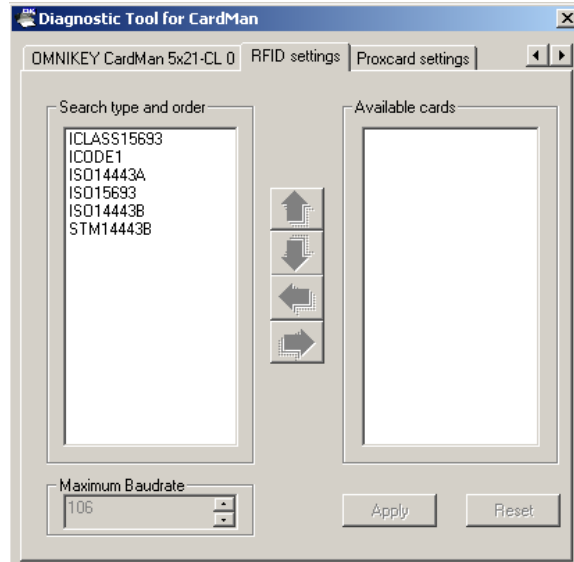 Diagnostic Tool for CardMan
OMNIKEY CardMan 5x21-CL 0
RFID settings
Proxcard settings
Search type and order
Available cards
ICLASS15693
ICODE1
ISO14443A
ISO15693
ISO14443B
STM14443B
Maximum Baudrate
106
Apply
Reset